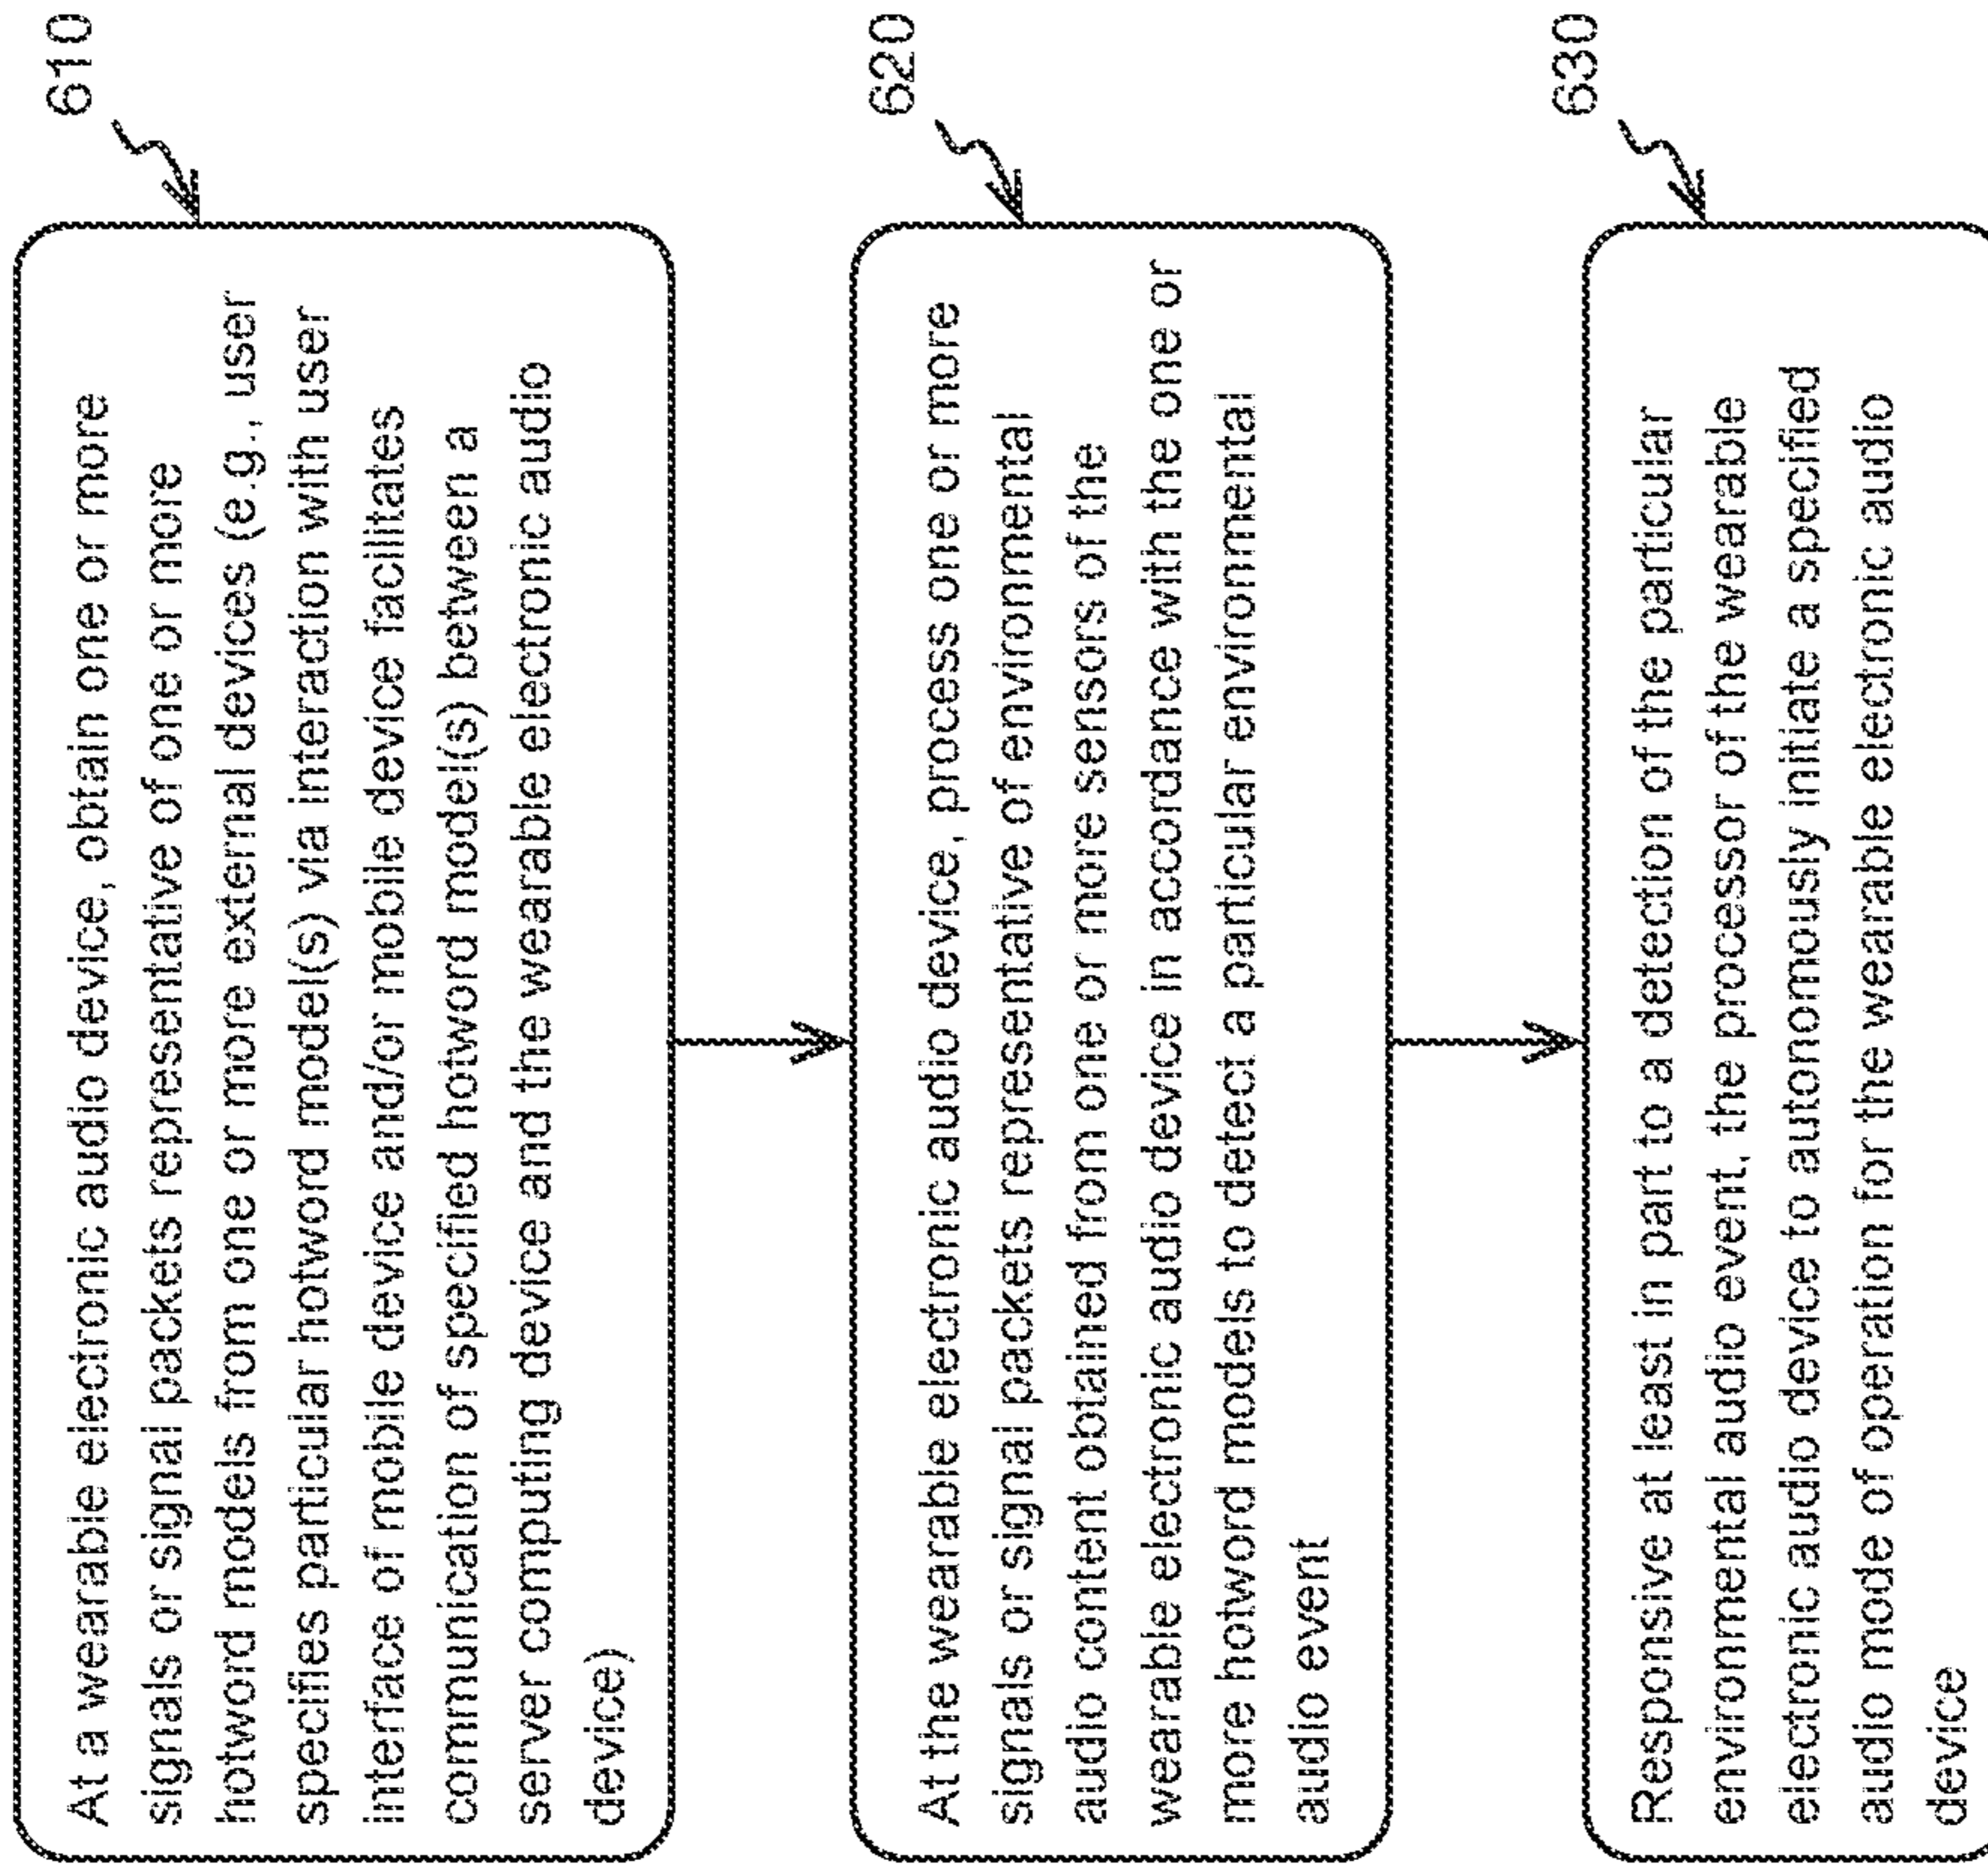 610
At a wearable electronic audio device, obtain one or more
signals or signal packets representative of one or more
hotword models from one or more external devices (e.g., user
specifies particular hotword model(s) via interaction with user
interface of mobile device and/or mobile device facilitates
communication of specified hotword model(s) between a
server computing device and the wearable electronic audio
device)
620
At the wearable electronic audio device, process one or more
signals or signal packets representative of environmental
audio content obtained from one or more sensors of the
wearable electronic audio device in accordance with the one or
more hotword models to detect a particular environmental
audio event
630
Responsive at least in part to a detection of the particular
environmental audio event, the processor of the wearable
electronic audio device to autonomously initiate a specified
audio mode of operation for the wearable electronic audio
device